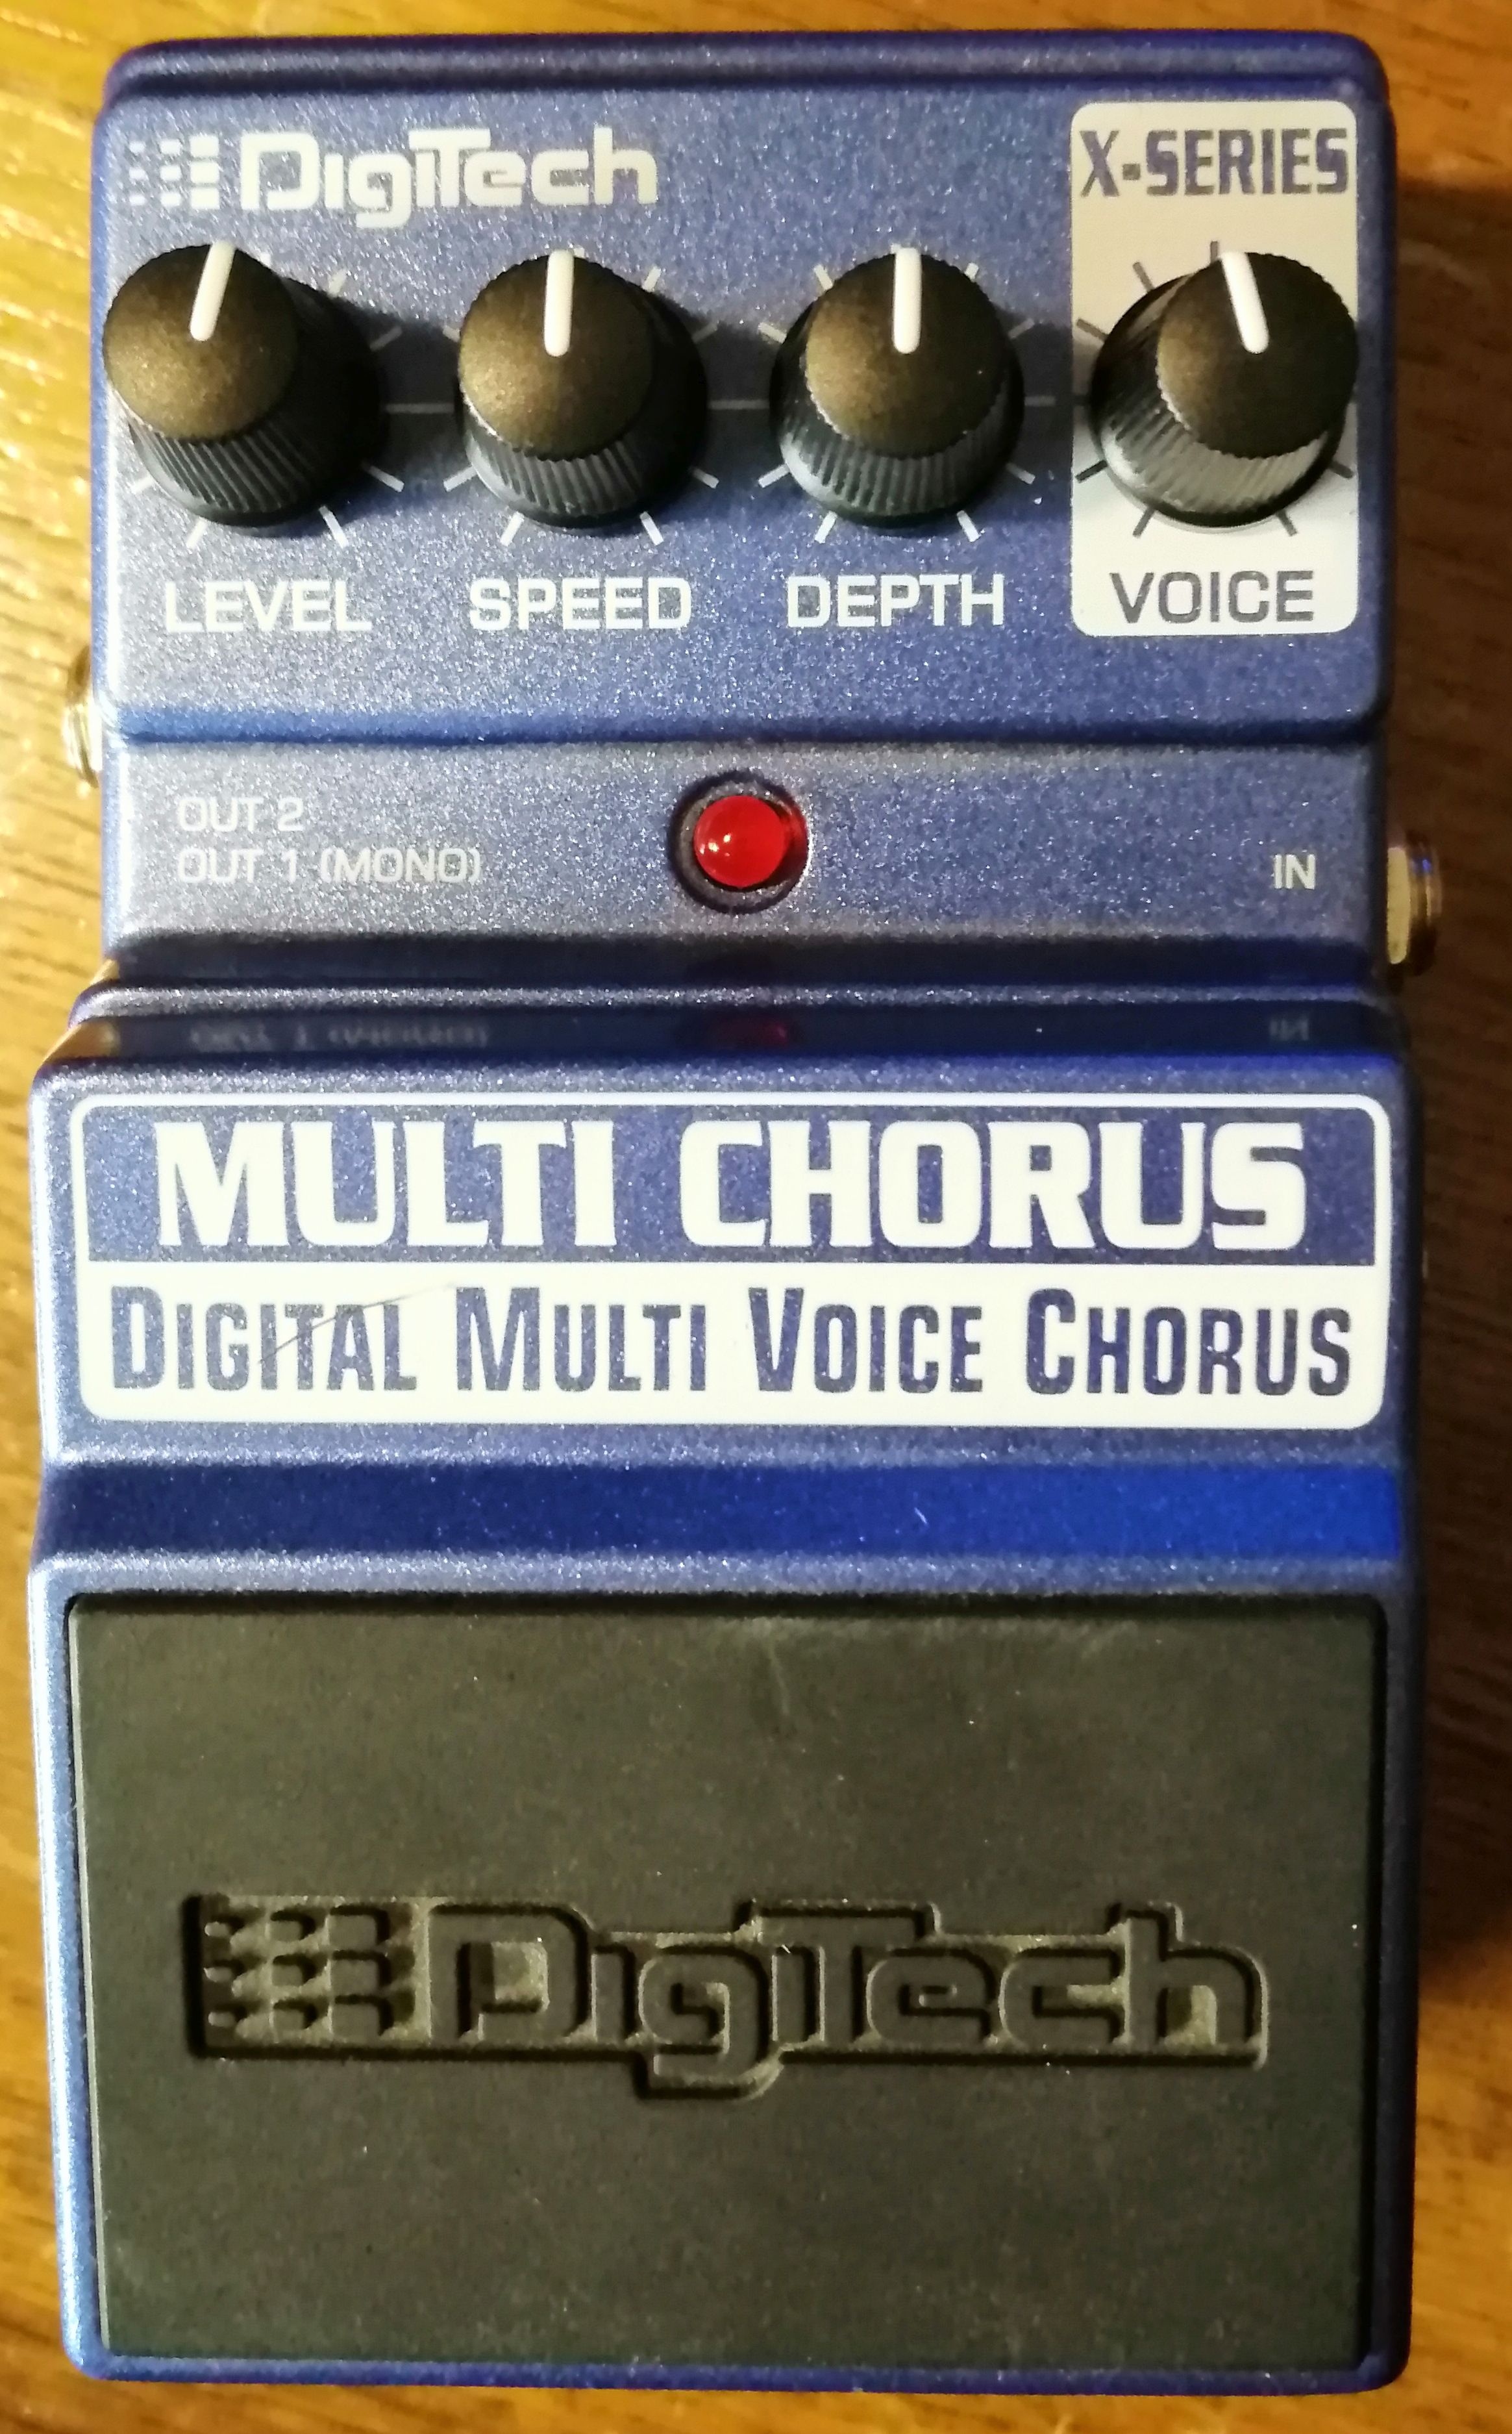 DigiTech
X-SERIES
LEVEL SPEED DEPTH VOICE
OUT 2
OUT 1 (MONO)
IN
MULTI CHORUS
DIGITAL MULTI VOICE CHORUS
DigiTech